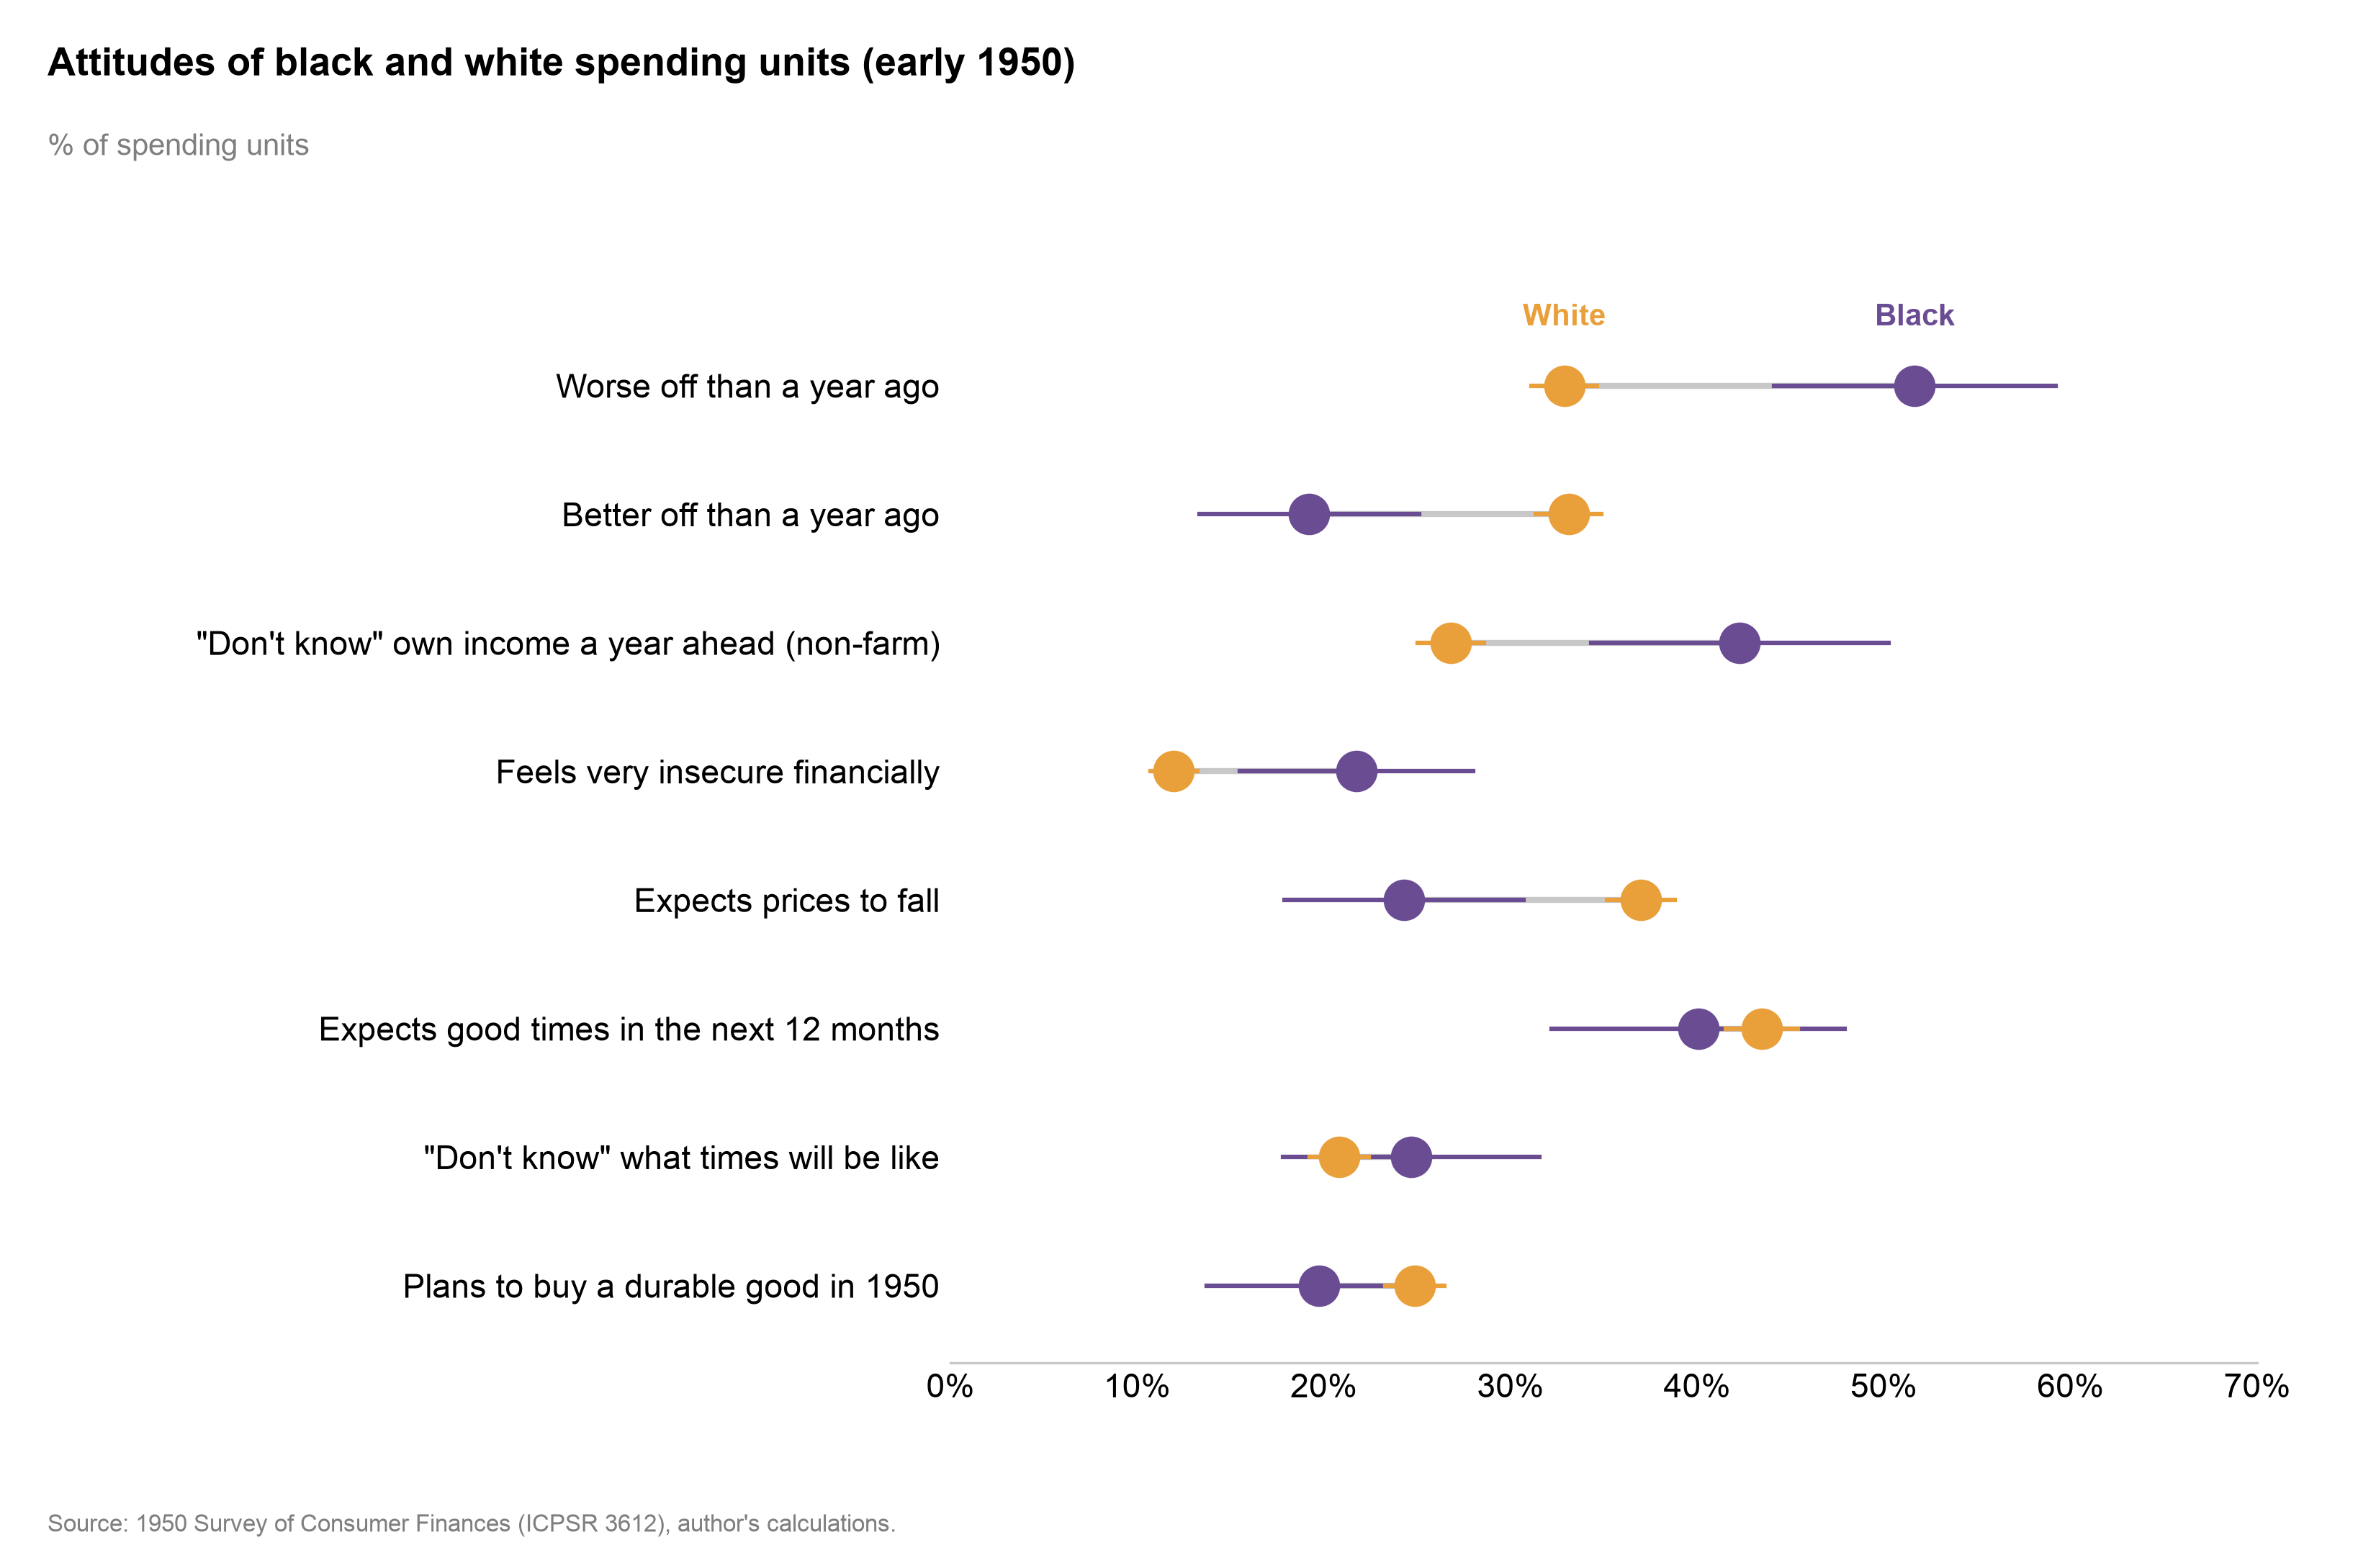 Attitudes of black and white spending units (early 1950)
% of spending units
White Black
Worse off than a year ago
Better off than a year ago
"Don't know" own income a year ahead (non-farm)
Feels very insecure financially
Expects prices to fall
Expects good times in the next 12 months
"Don't know" what times will be like
Plans to buy a durable good in 1950
0% 10% 20% 30% 40% 50% 60% 70%
Source: 1950 Survey of Consumer Finances (ICPSR 3612), author's calculations.